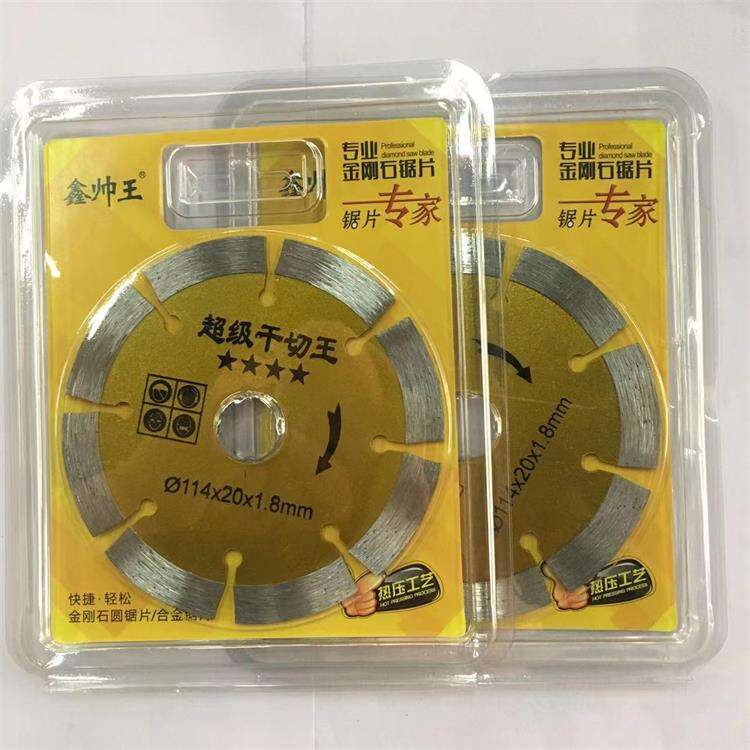 鑫帅王®
专业 Professional
金刚石锯片 diamond saw blade
锯片专家
超级干切王
★★★★
Ø114x20x1.8mm
热压工艺
HOT PRESSING PROCESS
快捷·轻松
金刚石圆锯片/合金锯片
鑫
专业 Professional
金刚石锯片 diamond saw blade
锯片专家
Ø114x20x1.8mm
热压工艺
HOT PRESSING PROCESS